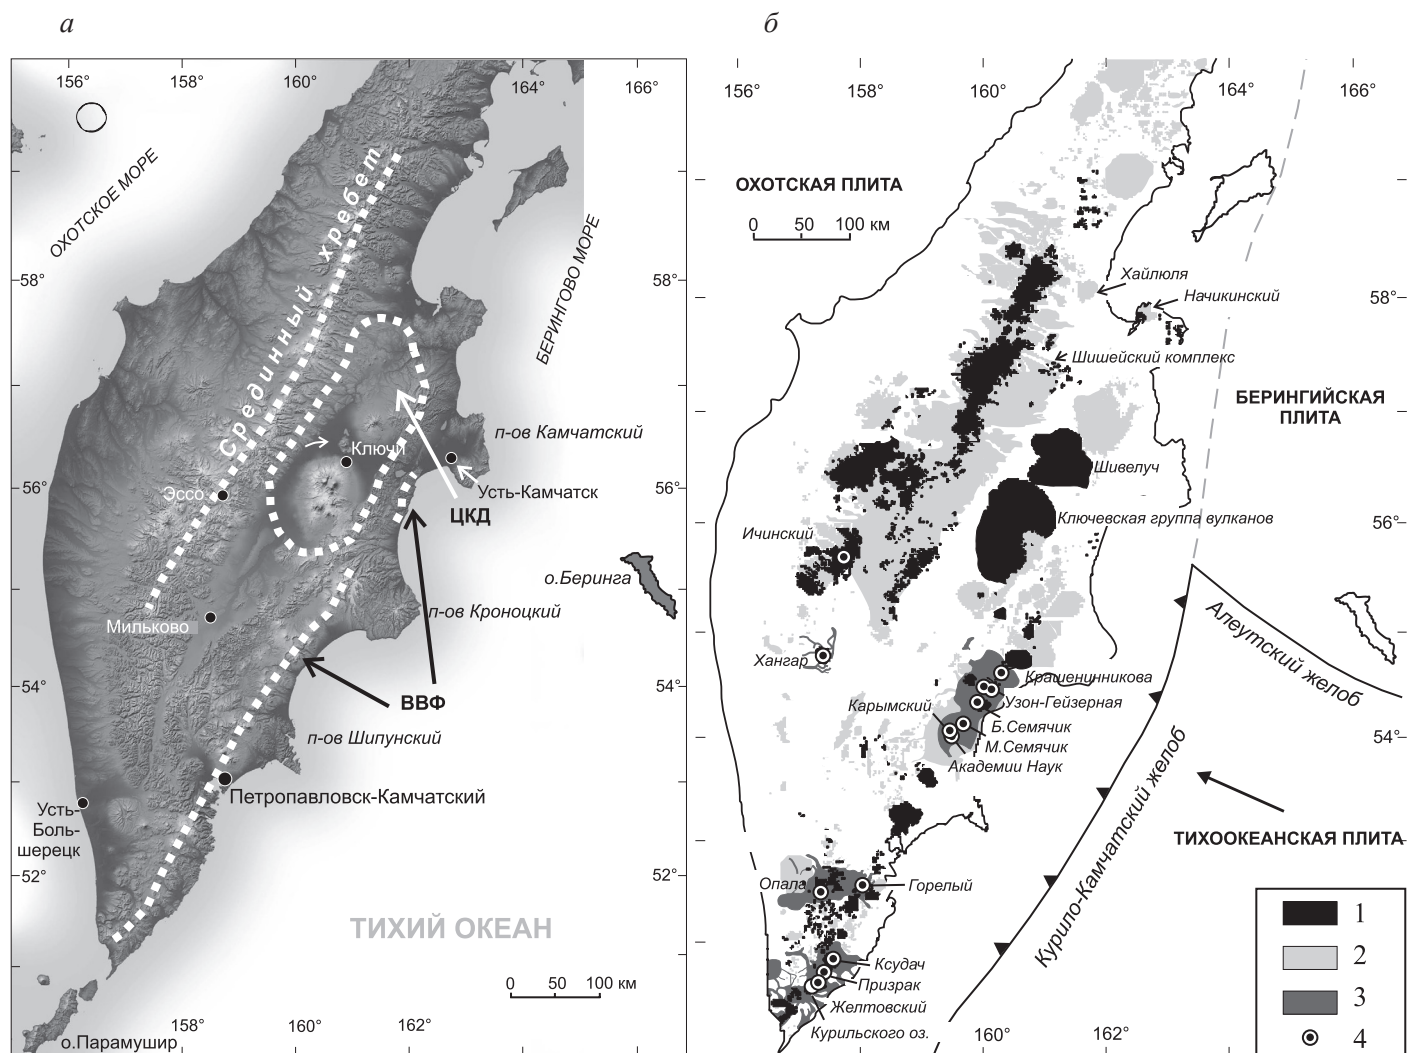 а
156°
158°
160°
164°
166°
ОХОТСКОЕ МОРЕ
БЕРИНГОВО МОРЕ
Срединный хребет
58°
п-ов Камчатский
Ключи
56°
Эссо
Усть-Камчатск
ЦКД
о.Беринга
п-ов Кроноцкий
Мильково
54°
ВВФ
п-ов Шипунский
Петропавловск-Камчатский
Усть-
Боль-
шерецк
52°
ТИХИЙ ОКЕАН
0 50 100 км
158°
160°
162°
о.Парамушир
б
156°
158°
160°
164°
166°
ОХОТСКАЯ ПЛИТА
0 50 100 км
Хайлюля
58°
58°
Начикинский
Шишейский комплекс
БЕРИНГИЙСКАЯ
ПЛИТА
Шивелуч
56°
Ключевская группа вулканов
56°
Ичинский
Алеутский желоб
Хангар
54°
Крашенинникова
Карымский
Узон-Гейзерная
Б.Семячик
54°
М.Семячик
Академии Наук
Курило-Камчатский желоб
ТИХООКЕАНСКАЯ ПЛИТА
52°
Опала
Горелый
Ксудач
Призрак
Желтовский
Курильского оз.
160°
162°
1
2
3
4